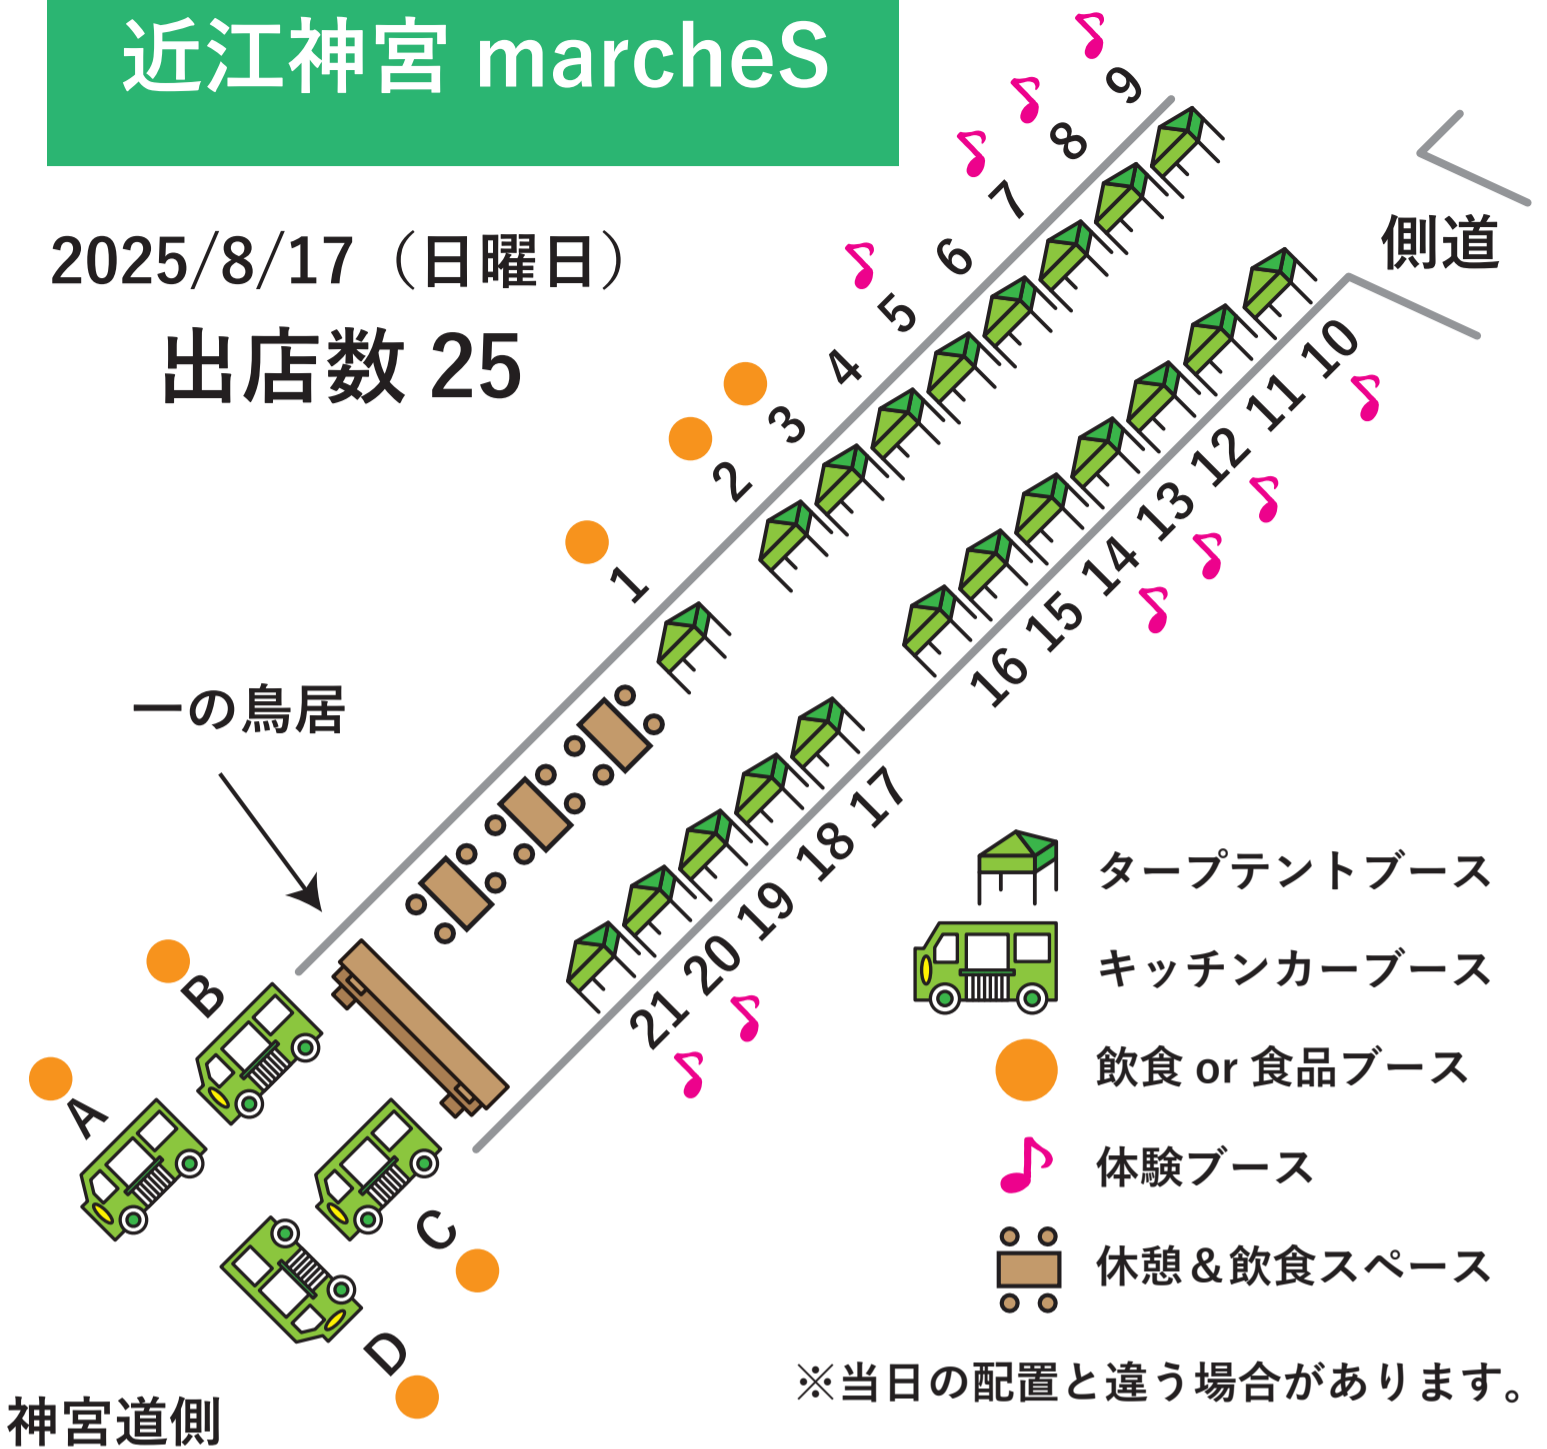 近江神宮 marcheS
2025/8/17（日曜日）
出店数 25
側道
9
8
7
6
5
4
3
2
1
10
11
12
13
14
15
16
17
18
19
20
21
一の鳥居
B
A
C
D
神宮道側
タープテントブース
キッチンカーブース
飲食 or 食品ブース
体験ブース
休憩＆飲食スペース
※当日の配置と違う場合があります。